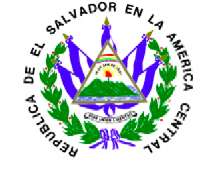 REPUBLICA DE EL SALVADOR EN LA AMERICA CENTRAL